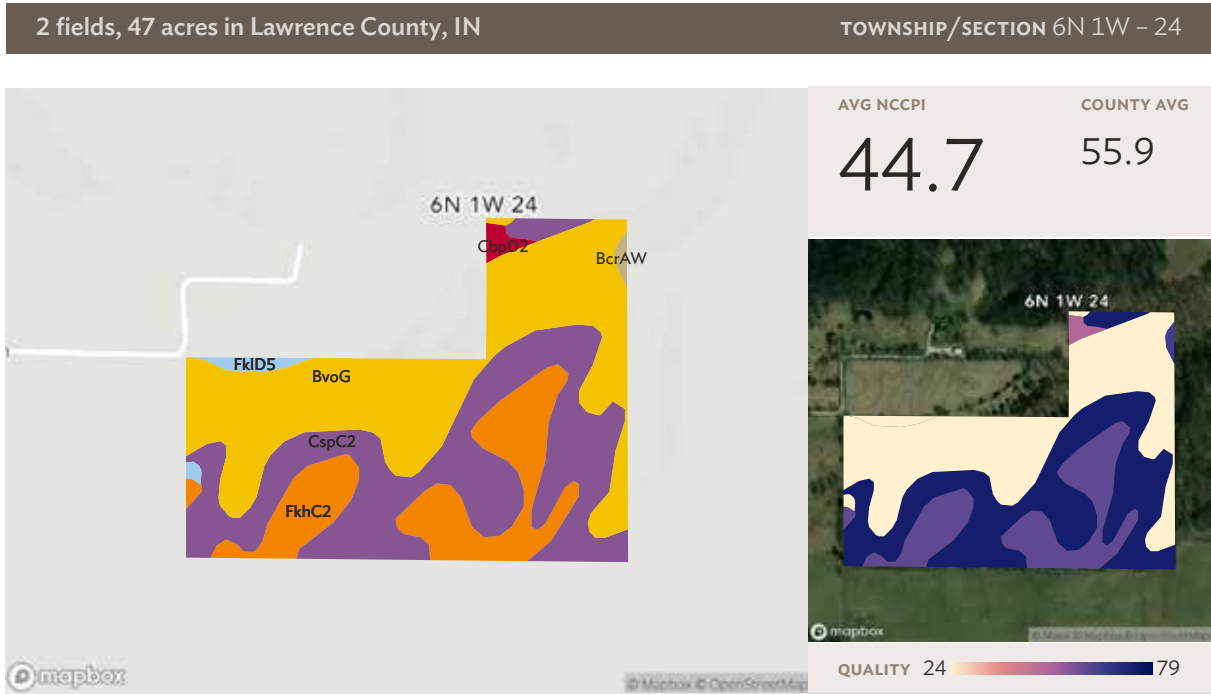 2 fields, 47 acres in Lawrence County, IN
TOWNSHIP/SECTION 6N 1W – 24
AVG NCCPI
COUNTY AVG
44.7
55.9
6N 1W 24
CbpD2
BcrAW
FklD5
BvoG
CspC2
FkhC2
mapbox
© Mapbox © OpenStreetMap
6N 1W 24
mapbox
QUALITY 24 79